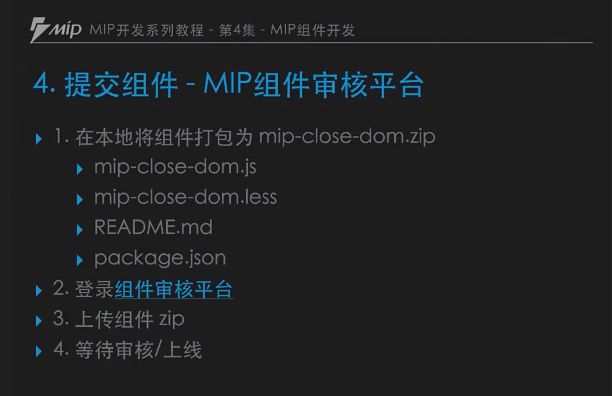 mip MIP开发系列教程 - 第4集 - MIP组件开发
4. 提交组件 - MIP组件审核平台
1. 在本地将组件打包为 mip-close-dom.zip
mip-close-dom.js
mip-close-dom.less
README.md
package.json
2. 登录组件审核平台
3. 上传组件 zip
4. 等待审核/上线